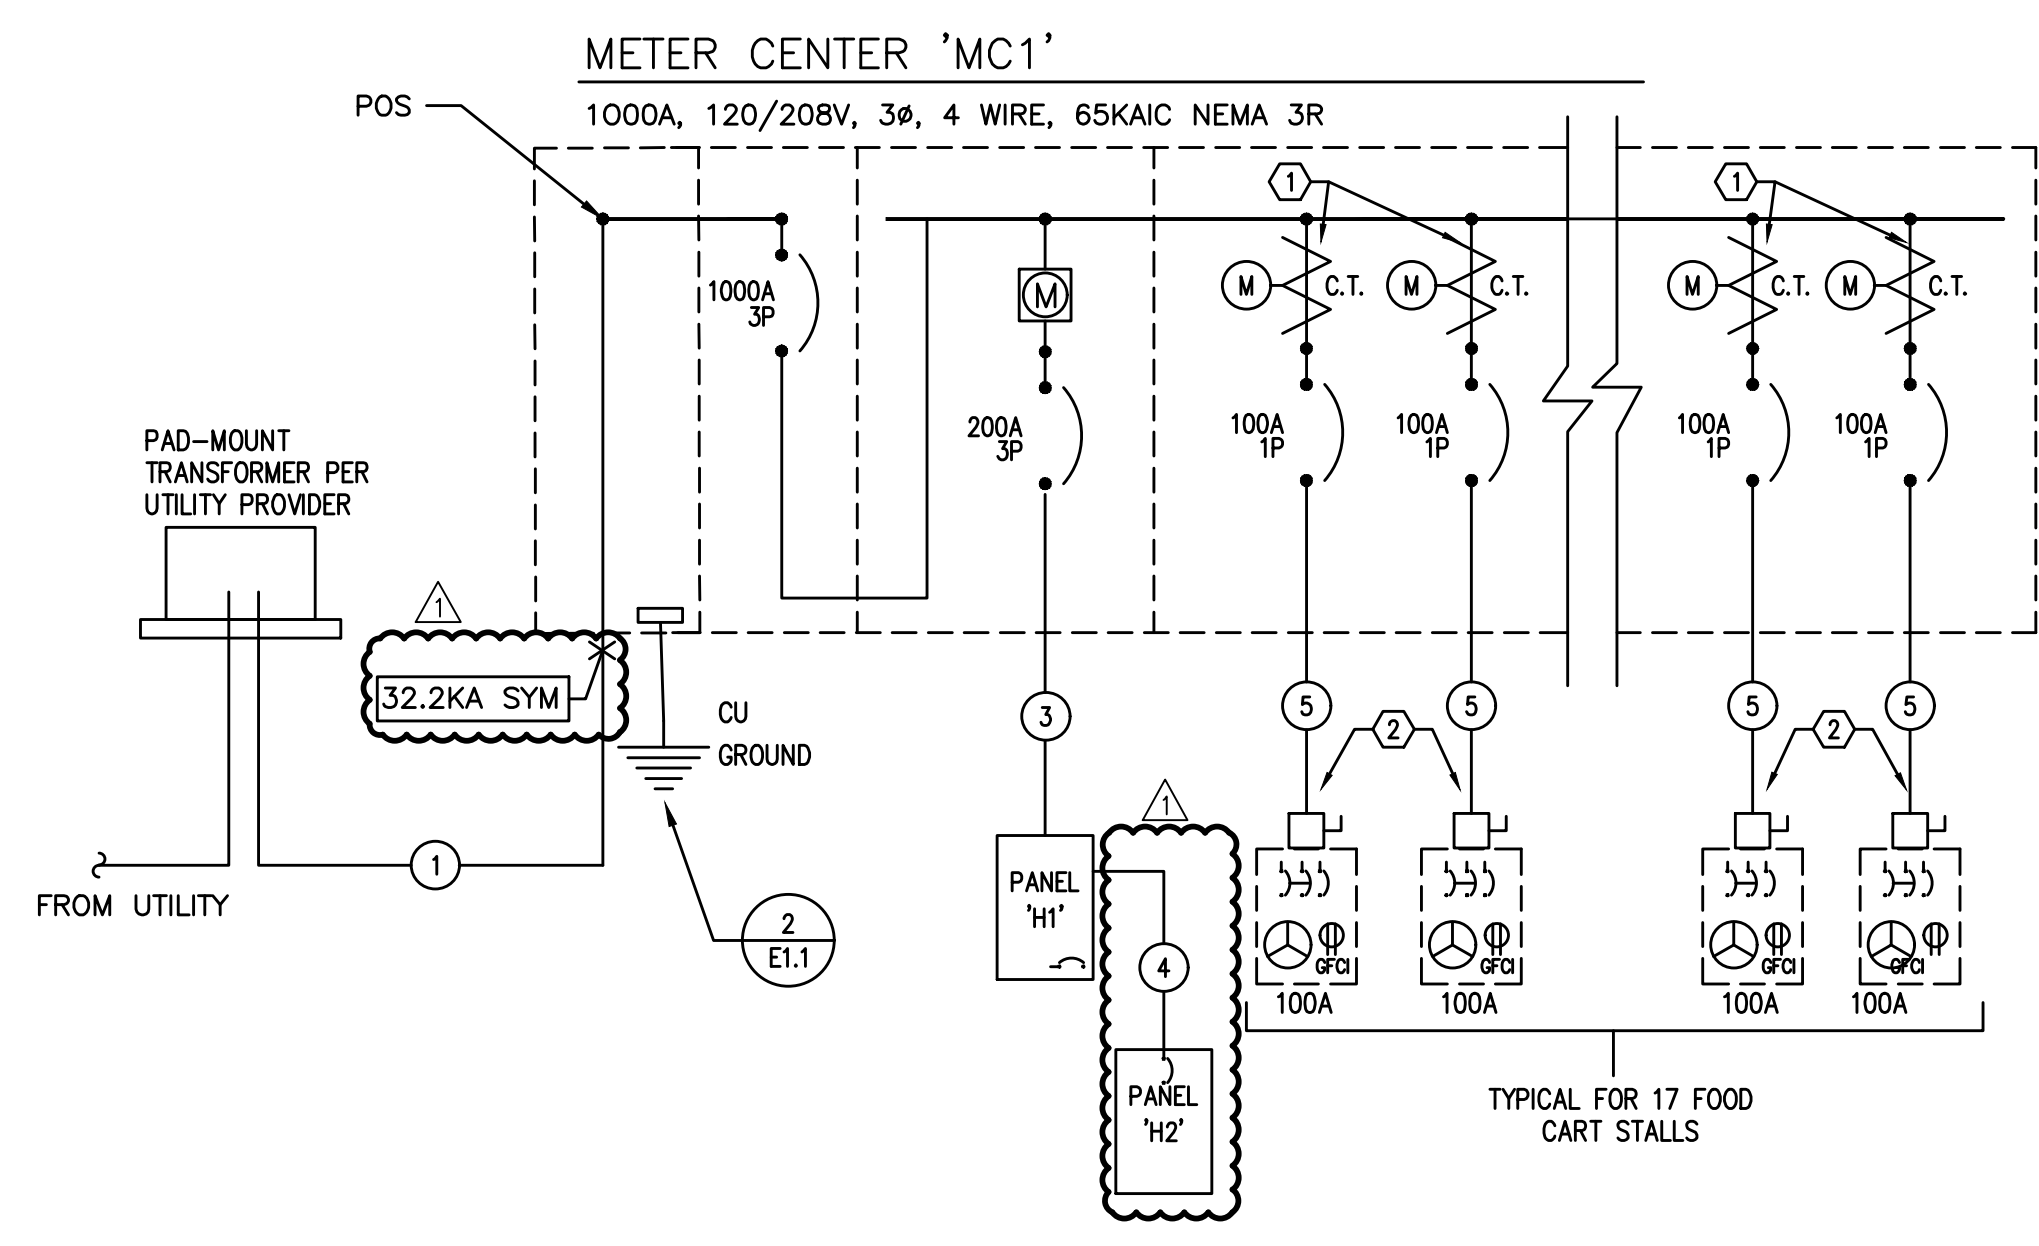 METER CENTER 'MC1'
1000A, 120/208V, 3ø, 4 WIRE, 65KAIC NEMA 3R
POS
1
1
1000A
3P
M
M
C.T.
M
C.T.
M
C.T.
M
C.T.
200A
3P
100A
1P
100A
1P
100A
1P
100A
1P
PAD-MOUNT
TRANSFORMER PER
UTILITY PROVIDER
1
32.2KA SYM
CU
GROUND
3
5
5
5
5
2
2
1
1
FROM UTILITY
2
E1.1
PANEL
'H1'
4
PANEL
'H2'
GFCI
GFCI
GFCI
GFCI
100A
100A
100A
100A
TYPICAL FOR 17 FOOD
CART STALLS